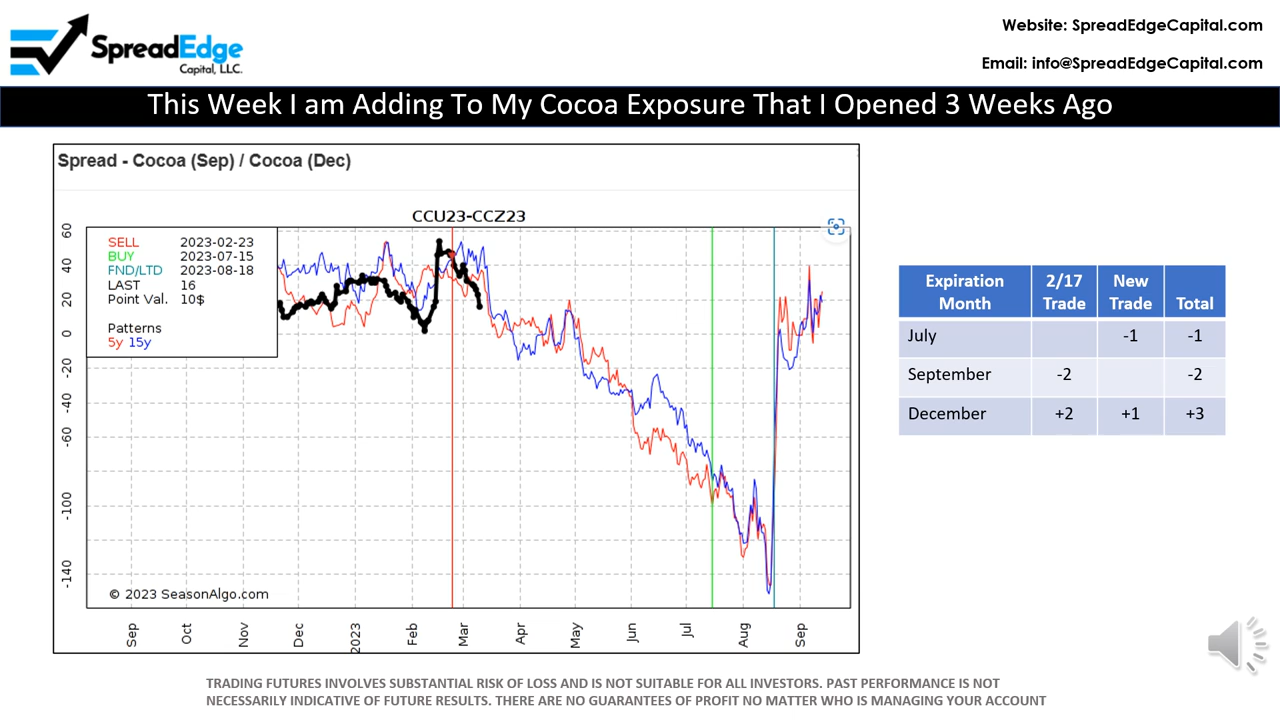 SpreadEdge
Capital, LLC.
Website: SpreadEdgeCapital.com
Email: info@SpreadEdgeCapital.com
This Week I am Adding To My Cocoa Exposure That I Opened 3 Weeks Ago
Spread - Cocoa (Sep) / Cocoa (Dec)
CCU23-CCZ23
SELL 2023-02-23
BUY 2023-07-15
FND/LTD 2023-08-18
LAST 16
Point Val. 10$
Patterns
5y 15y
60
40
20
0
-20
-40
-60
-100
-140
© 2023 SeasonAlgo.com
Sep Oct Nov Dec 2023 Feb Mar Apr May Jun Jul Aug Sep
Expiration Month 2/17 Trade New Trade Total
July -1 -1
September -2 -2
December +2 +1 +3
TRADING FUTURES INVOLVES SUBSTANTIAL RISK OF LOSS AND IS NOT SUITABLE FOR ALL INVESTORS. PAST PERFORMANCE IS NOT
NECESSARILY INDICATIVE OF FUTURE RESULTS. THERE ARE NO GUARANTEES OF PROFIT NO MATTER WHO IS MANAGING YOUR ACCOUNT